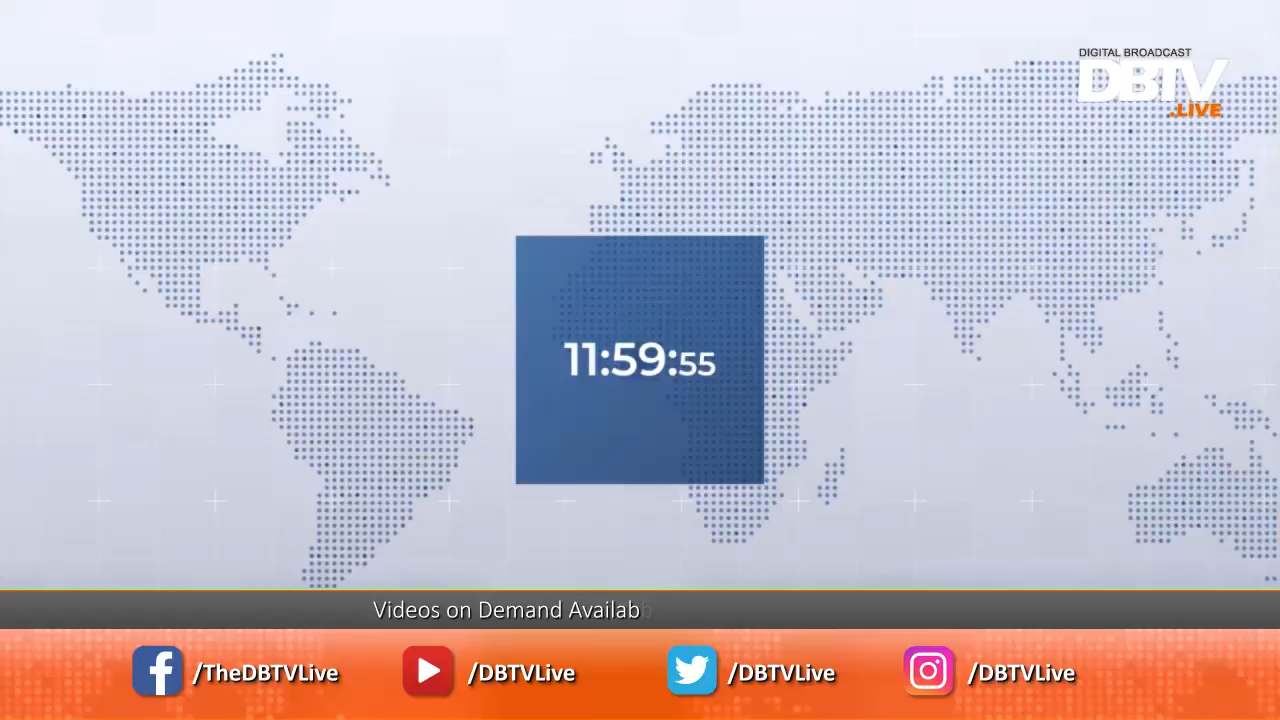 DIGITAL BROADCAST
DBTV
.LIVE
11:59:55
Videos on Demand Availab
/TheDBTVLive
/DBTVLive
/DBTVLive
/DBTVLive